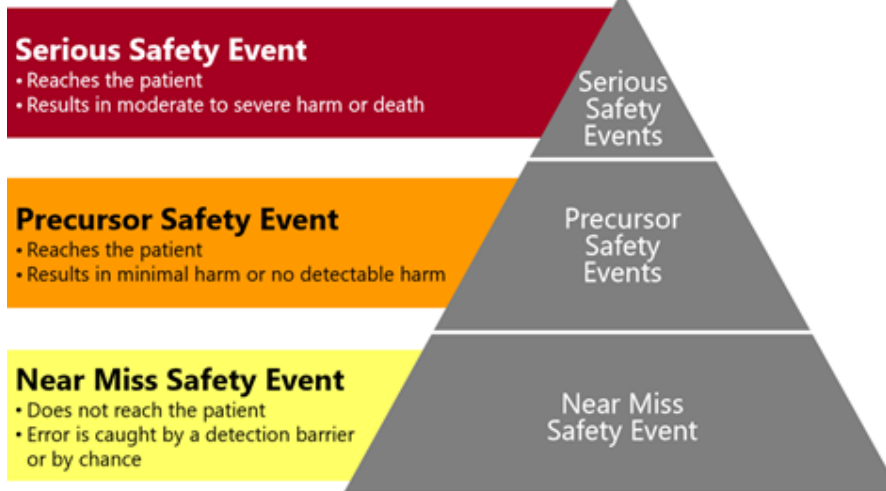 Serious Safety Event
• Reaches the patient
• Results in moderate to severe harm or death
Serious
Safety
Events
Precursor Safety Event
• Reaches the patient
• Results in minimal harm or no detectable harm
Precursor
Safety
Events
Near Miss Safety Event
• Does not reach the patient
• Error is caught by a detection barrier
or by chance
Near Miss
Safety Event